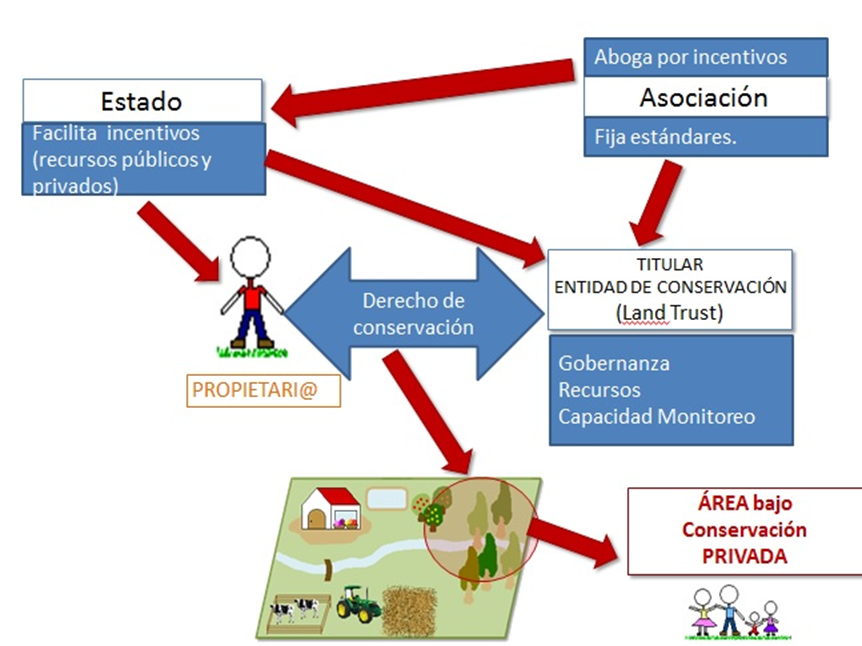 Aboga por incentivos
Asociación
Fija estándares.
Estado
Facilita incentivos
(recursos públicos y
privados)
TITULAR
ENTIDAD DE CONSERVACIÓN
(Land Trust)
Derecho de
conservación
Gobernanza
Recursos
Capacidad Monitoreo
PROPIETARI@
ÁREA bajo
Conservación
PRIVADA